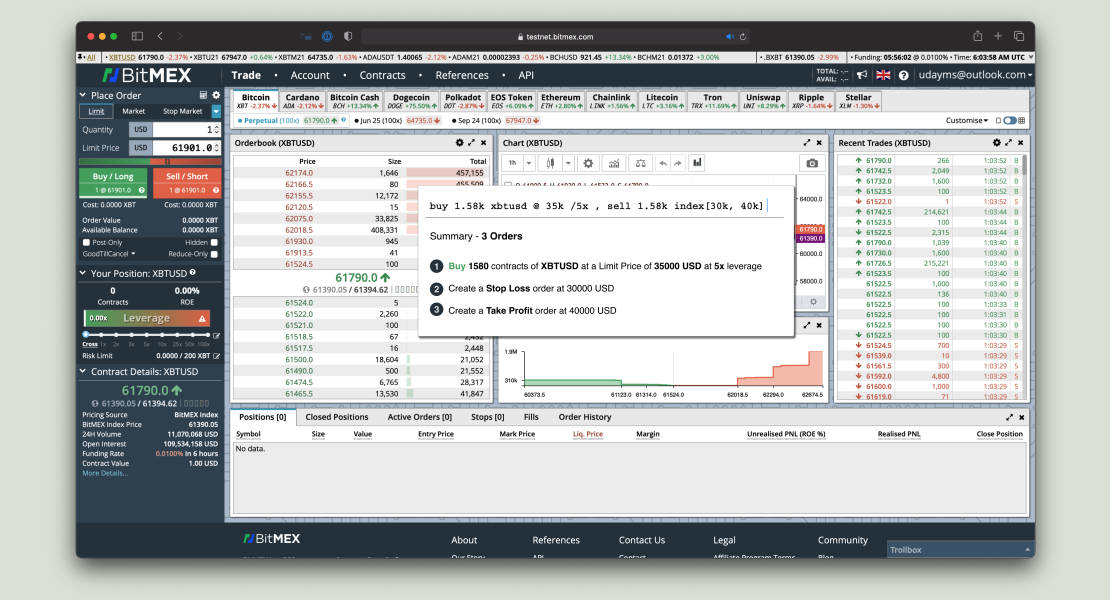 testnet.bitmex.com
All • XBTUSD 61790.0 -2.37% • XBTU21 67947.0 +0.64% • XBTM21 64735.0 -1.63% • ADAUSDT 1.40065 -2.12% • ADAM21 0.00002393 -0.25% • BCHUSD 921.45 +13.34% • BCHM21 0.01372 +3.00% • .BXBT 61390.05 -2.99% • Funding: 05:56:02 @ 0.0100% • Time: 6:03:58 AM UTC
BitMEX
Trade • Account • Contracts • References • API
TOTAL: -.--
AVAIL: -.--
udayms@outlook.com
Place Order
Limit Market Stop Market
Quantity USD 1
Limit Price USD 61901.0
Buy / Long
1 @ 61901.0
Sell / Short
1 @ 61901.0
Cost: 0.0000 XBT Cost: 0.0000 XBT
Order Value 0.0000 XBT
Available Balance 0.0000 XBT
Post-Only Hidden
GoodTillCancel Reduce-Only
Your Position: XBTUSD
0 0.00%
Contracts ROE
0.00x Leverage
Cross 1x 2x 3x 5x 10x 25x 50x 100x
Risk Limit 0.0000 / 200 XBT
Contract Details: XBTUSD
61790.0
61390.05 / 61394.62
Pricing Source BitMEX Index
BitMEX Index Price 61390.05
24H Volume 11,070,068 USD
Open Interest 109,534,158 USD
Funding Rate 0.0100% In 6 hours
Contract Value 1.00 USD
More Details...
Bitcoin Cardano Bitcoin Cash Dogecoin Polkadot EOS Token Ethereum Chainlink Litecoin Tron Uniswap Ripple Stellar
XBT -2.37% ADA -2.12% BCH +13.34% DOGE +75.50% DOT -2.87% EOS +6.09% ETH +2.80% LINK +1.56% LTC +3.16% TRX +11.69% UNI +8.29% XRP -1.64% XLM -1.30%
Perpetual (100x) 61790.0 Jun 25 (100x) 64735.0 Sep 24 (100x) 67947.0
Customise
Orderbook (XBTUSD)
Price Size Total
62174.0 1,646 457,155
62166.5 80 455,509
62155.5 12,172
62120.5 15
62075.0 33,825
62018.5 408,331
61930.0 945
61913.5 41
61524.5 100
61790.0
61390.05 / 61394.62
61524.0 5
61522.0 2,260
61521.0 100
61518.5 67 2,432
61517.5 16 2,448
61500.0 18,604 21,052
61490.0 500 21,552
61474.5 6,765 28,317
61465.5 13,530 41,847
Chart (XBTUSD)
1h
64000.0
61790.0
61390.0
60000.0
58000.0
buy 1.58k xbtusd @ 35k /5x , sell 1.58k index[30k, 40k]
Summary - 3 Orders
1 Buy 1580 contracts of XBTUSD at a Limit Price of 35000 USD at 5x leverage
2 Create a Stop Loss order at 30000 USD
3 Create a Take Profit order at 40000 USD
1.9M
310k
60373.5 61123.0 61314.0 61524.0 62018.5 62294.0 62674.5
Recent Trades (XBTUSD)
61790.0 266 1:03:52 B
61742.5 2,049 1:03:52 B
61732.0 1,600 1:03:52 B
61523.5 100 1:03:52 B
61522.0 1 1:03:52 S
61742.5 214,621 1:03:44 B
61523.5 100 1:03:44 B
61522.5 2,315 1:03:44 B
61790.0 1,039 1:03:40 B
61726.5 215,221 1:03:40 B
61523.5 100 1:03:40 B
61522.5 1,000 1:03:40 B
61522.5 136 1:03:40 B
61522.5 100 1:03:33 B
61522.5 100 1:03:31 B
61522.5 100 1:03:30 B
61522.5 100 1:03:30 B
61524.5 700 1:03:29 S
61539.0 10 1:03:29 S
61561.5 300 1:03:29 S
61592.0 4,800 1:03:29 S
61600.0 1,000 1:03:29 S
61619.0 71 1:03:29 S
Positions [0] Closed Positions Active Orders [0] Stops [0] Fills Order History
Symbol Size Value Entry Price Mark Price Liq. Price Margin Unrealised PNL (ROE %) Realised PNL Close Position
No data.
BitMEX
About References Contact Us Legal Community
Our Story API Contact Affiliate Program Terms Blog
Trollbox